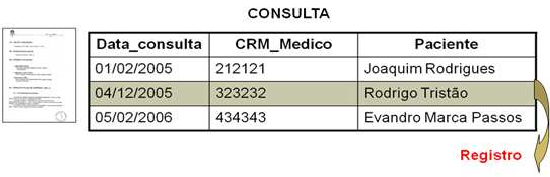 CONSULTA
Data_consulta CRM_Medico Paciente
01/02/2005 212121 Joaquim Rodrigues
04/12/2005 323232 Rodrigo Tristão
05/02/2006 434343 Evandro Marca Passos
Registro